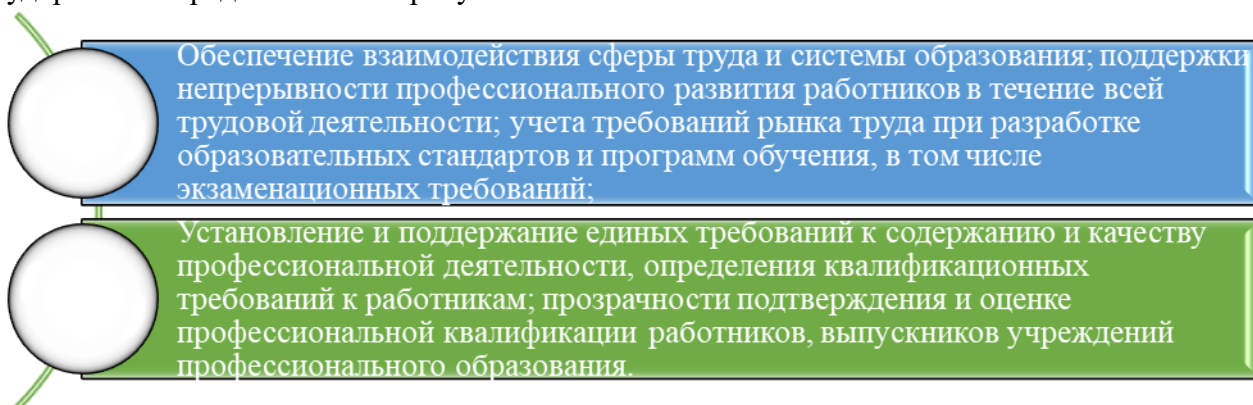 Обеспечение взаимодействия сферы труда и системы образования; поддержки
непрерывности профессионального развития работников в течение всей
трудовой деятельности; учета требований рынка труда при разработке
образовательных стандартов и программ обучения, в том числе
экзаменационных требований;
Установление и поддержание единых требований к содержанию и качеству
профессиональной деятельности, определения квалификационных
требований к работникам; прозрачности подтверждения и оценке
профессиональной квалификации работников, выпускников учреждений
профессионального образования.